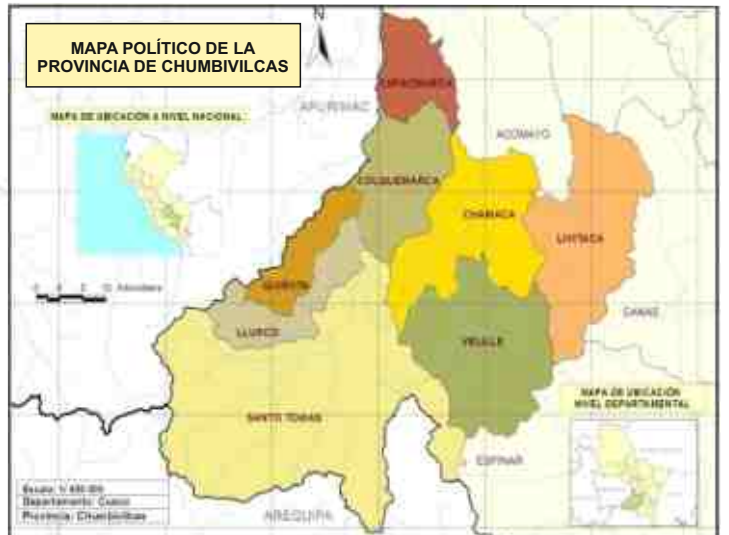 MAPA POLÍTICO DE LA
PROVINCIA DE CHUMBIVILCAS
N
MAPA DE UBICACIÓN A NIVEL NACIONAL
APURIMAC
CAPACMARCA
ACOMAYO
COLQUEMARCA
CHAMACA
LIVITACA
QUIÑOTA
LLUSCO
CANAS
VELILLE
SANTO TOMAS
MAPA DE UBICACIÓN
NIVEL DEPARTAMENTAL
ESPINAR
AREQUIPA
Departamento: Cusco
Provincia: Chumbivilcas